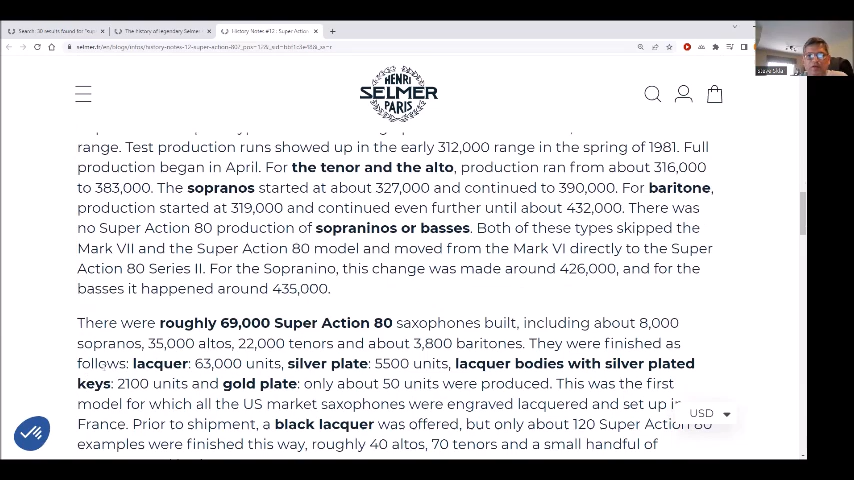 Search: 30 results found for "su
The history of legendary Selmer
History Notes #12: Super Action
selmer.fr/en/blogs/infos/history-notes-12-super-action-80?_pos=12&_sid=bbf1c3e48&_ss=r
steve Skla
HENRI
SELMER
PARIS
range. Test production runs showed up in the early 312,000 range in the spring of 1981. Full
production began in April. For the tenor and the alto, production ran from about 316,000
to 383,000. The sopranos started at about 327,000 and continued to 390,000. For baritone,
production started at 319,000 and continued even further until about 432,000. There was
no Super Action 80 production of sopraninos or basses. Both of these types skipped the
Mark VII and the Super Action 80 model and moved from the Mark VI directly to the Super
Action 80 Series II. For the Sopranino, this change was made around 426,000, and for the
basses it happened around 435,000.
There were roughly 69,000 Super Action 80 saxophones built, including about 8,000
sopranos, 35,000 altos, 22,000 tenors and about 3,800 baritones. They were finished as
follows: lacquer: 63,000 units, silver plate: 5500 units, lacquer bodies with silver plated
keys: 2100 units and gold plate: only about 50 units were produced. This was the first
model for which all the US market saxophones were engraved lacquered and set up in
France. Prior to shipment, a black lacquer was offered, but only about 120 Super Action 80
examples were finished this way, roughly 40 altos, 70 tenors and a small handful of
USD